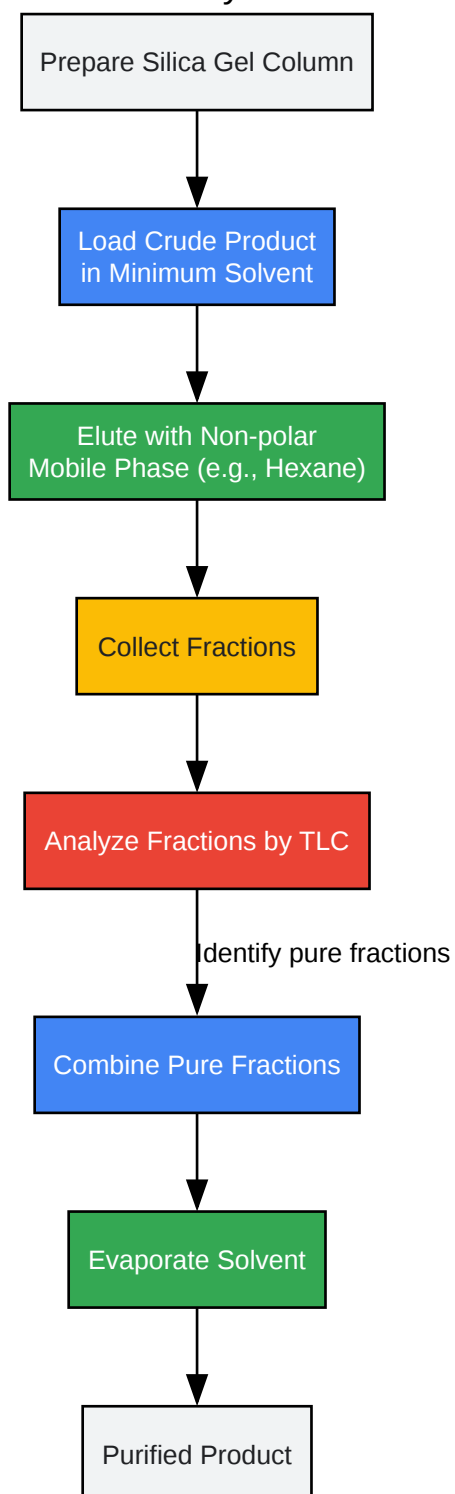 Prepare Silica Gel Column
Load Crude Product
in Minimum Solvent
Elute with Non-polar
Mobile Phase (e.g., Hexane)
Collect Fractions
Analyze Fractions by TLC
Identify pure fractions
Combine Pure Fractions
Evaporate Solvent
Purified Product